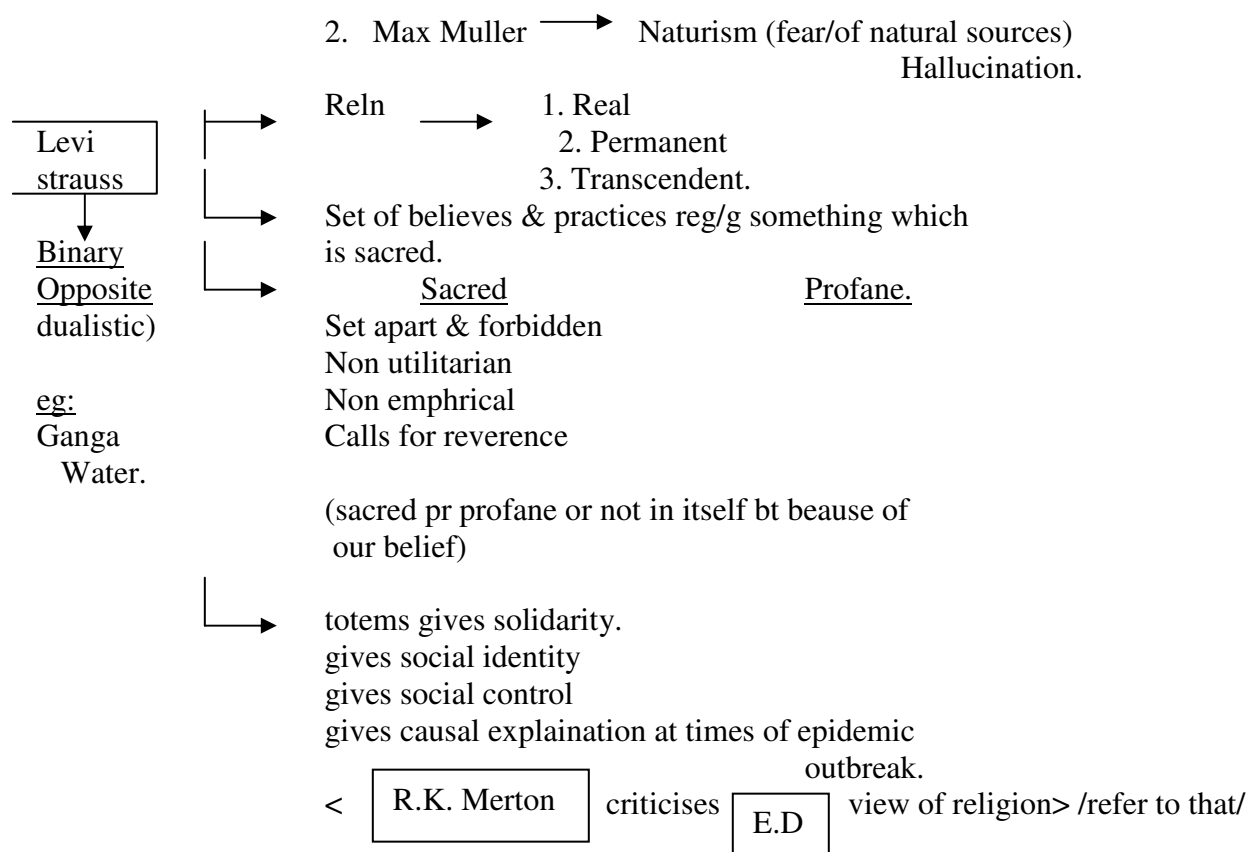 2. Max Muller Naturism (fear/of natural sources)
Hallucination.
Reln 1. Real
2. Permanent
3. Transcendent.
Levi
strauss
Binary
Opposite
dualistic)
eg:
Ganga
Water.
Set of believes & practices reg/g something which
is sacred.
Sacred Profane.
Set apart & forbidden
Non utilitarian
Non emphrical
Calls for reverence
(sacred pr profane or not in itself bt beause of
our belief)
totems gives solidarity.
gives social identity
gives social control
gives causal explaination at times of epidemic
outbreak.
< R.K. Merton criticises E.D view of religion> /refer to that/